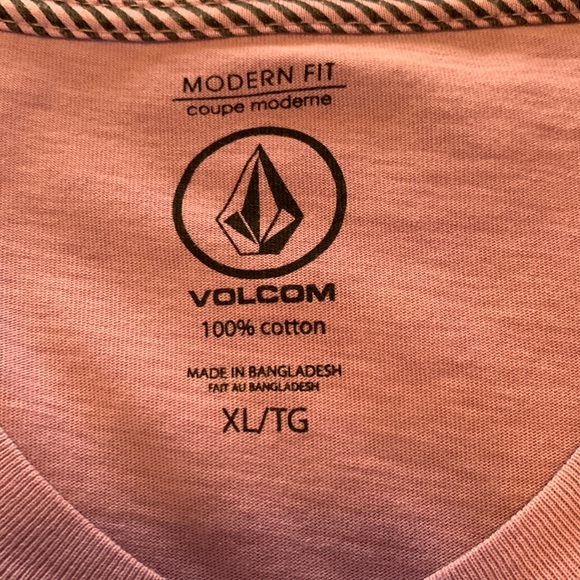 MODERN FIT
coupe moderne
VOLCOM
100% cotton
MADE IN BANGLADESH
FAIT AU BANGLADESH
XL/TG